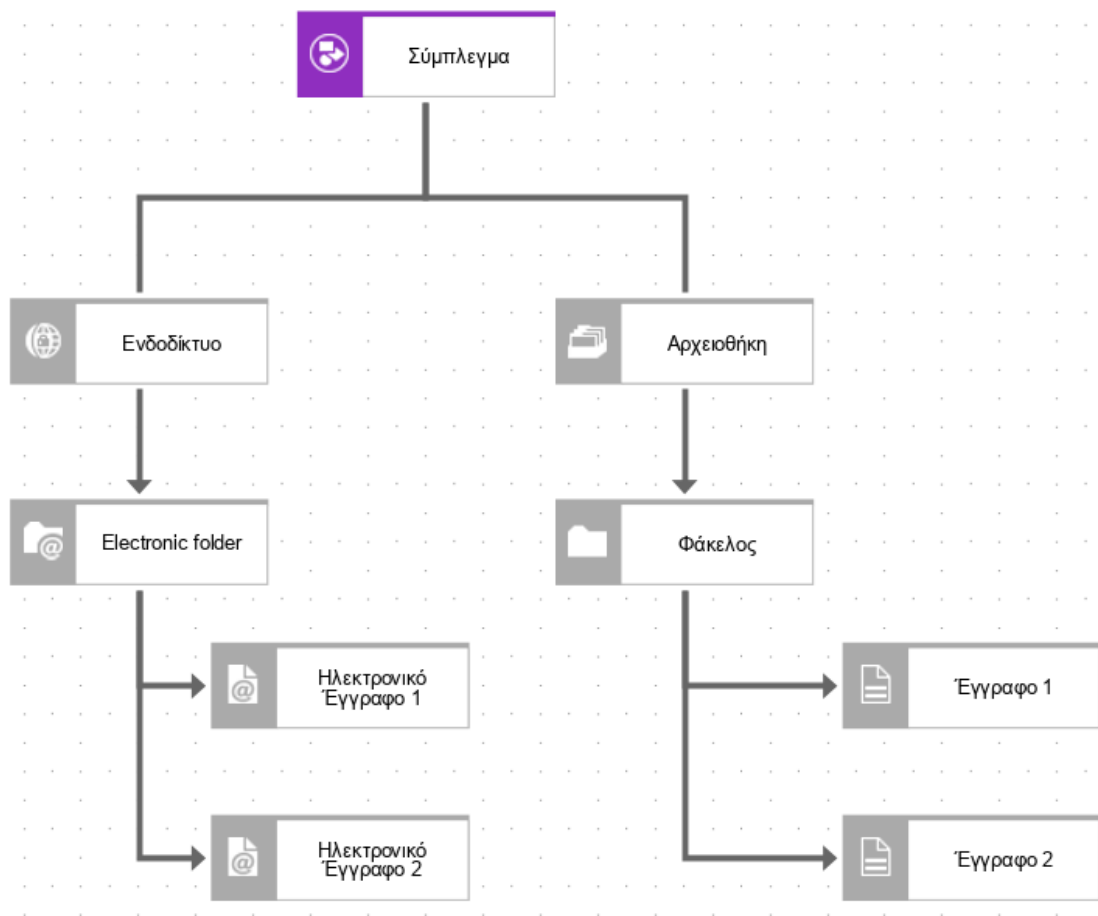 Σύμπλεγμα
Ενδοδίκτυο
Αρχειοθήκη
Electronic folder
Φάκελος
Ηλεκτρονικό
Έγγραφο 1
Έγγραφο 1
Ηλεκτρονικό
Έγγραφο 2
Έγγραφο 2